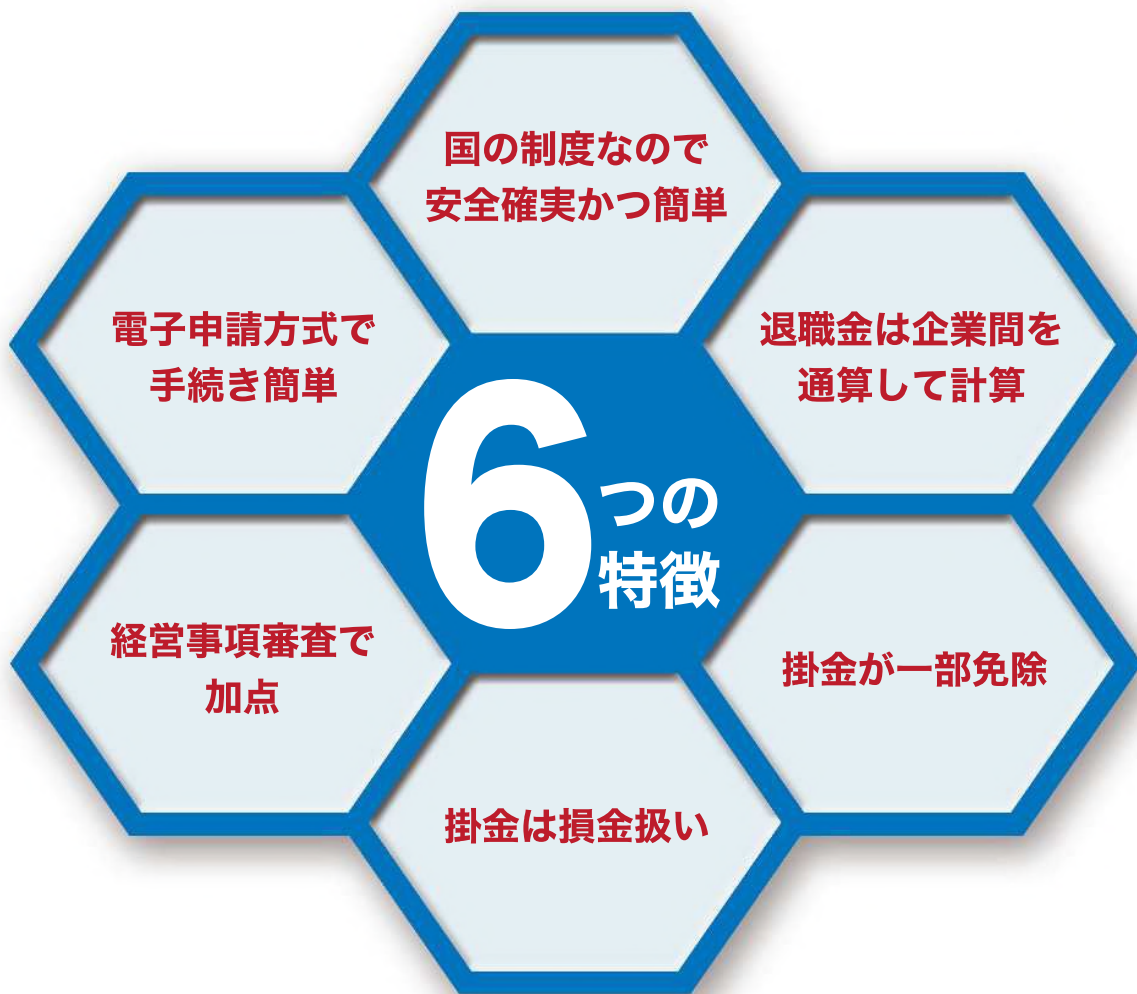 国の制度なので
安全確実かつ簡単
電子申請方式で
手続き簡単
退職金は企業間を
通算して計算
6つの
特徴
経営事項審査で
加点
掛金が一部免除
掛金は損金扱い